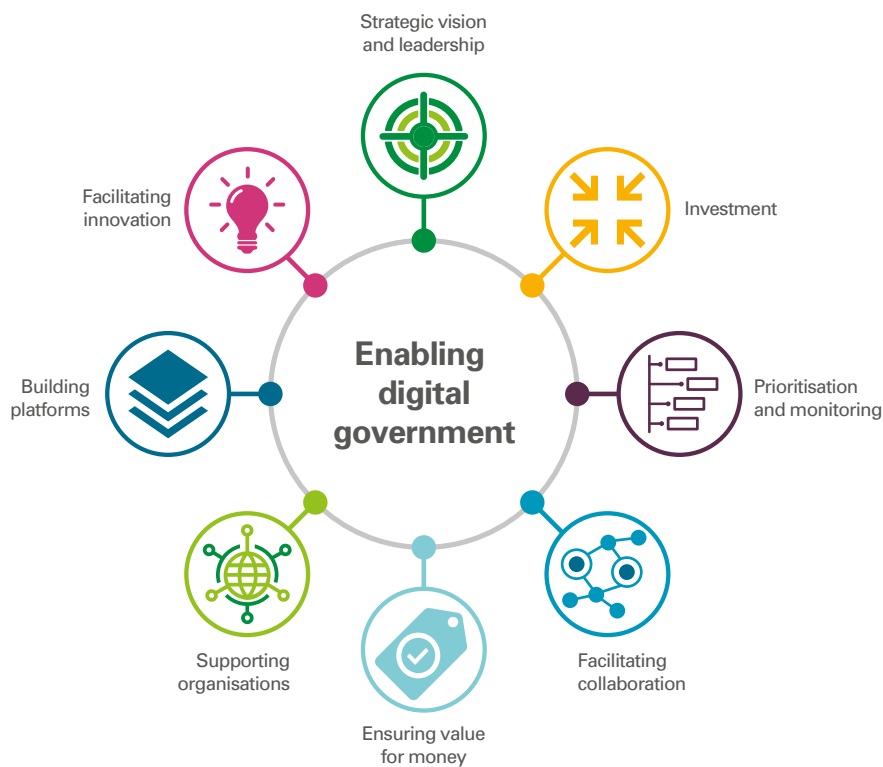 Strategic vision
and leadership
Facilitating
innovation
Investment
Enabling
digital
government
Building
platforms
Prioritisation
and monitoring
Supporting
organisations
Facilitating
collaboration
Ensuring value
for money